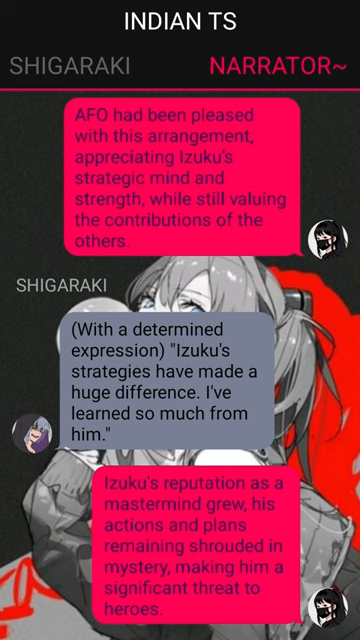 INDIAN TS
SHIGARAKI
NARRATOR~
AFO had been pleased
with this arrangement,
appreciating Izuku's
strategic mind and
strength, while still valuing
the contributions of the
others.
SHIGARAKI
(With a determined
expression) "Izuku's
strategies have made a
huge difference. I've
learned so much from
him."
Izuku's reputation as a
mastermind grew, his
actions and plans
remaining shrouded in
mystery, making him a
significant threat to
heroes.